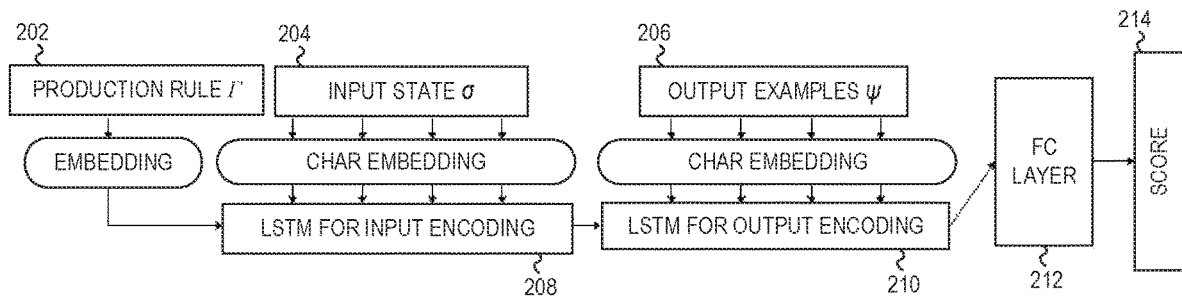 202
204
206
214
PRODUCTION RULE Γ
INPUT STATE σ
OUTPUT EXAMPLES ψ
EMBEDDING
CHAR EMBEDDING
CHAR EMBEDDING
FC
LAYER
SCORE
LSTM FOR INPUT ENCODING
LSTM FOR OUTPUT ENCODING
208
210
212